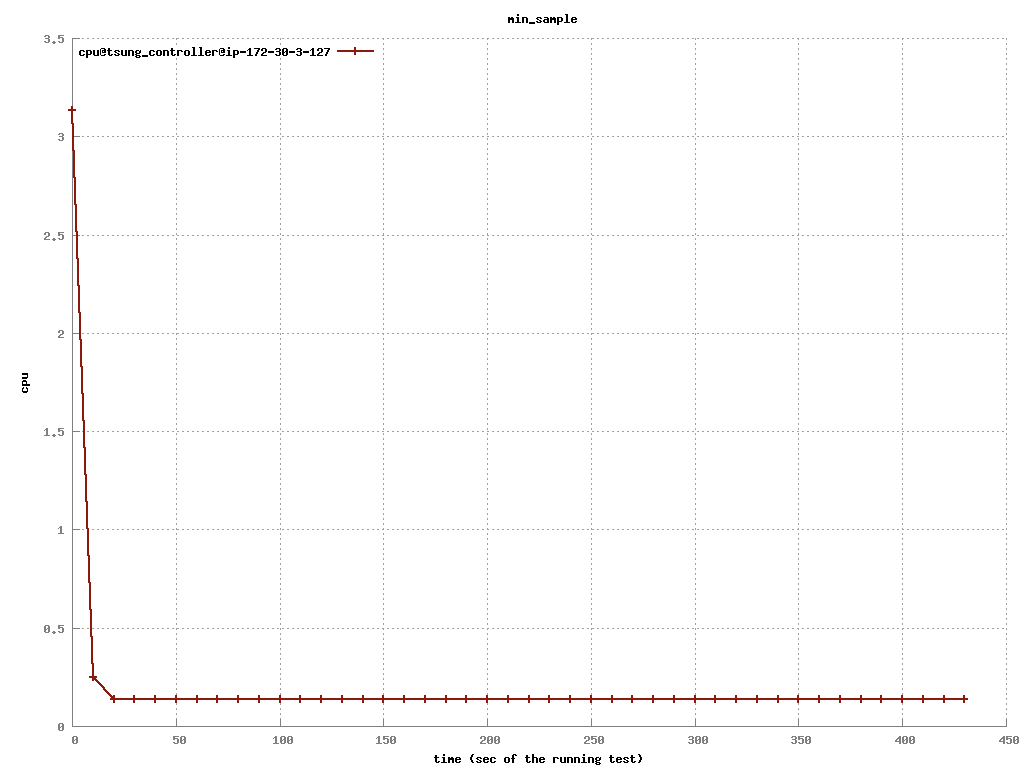 min_sample
3.5
cpu@tsung_controller@ip-172-30-3-127
3
2.5
2
cpu
1.5
1
0.5
0
0 50 100 150 200 250 300 350 400 450
time (sec of the running test)